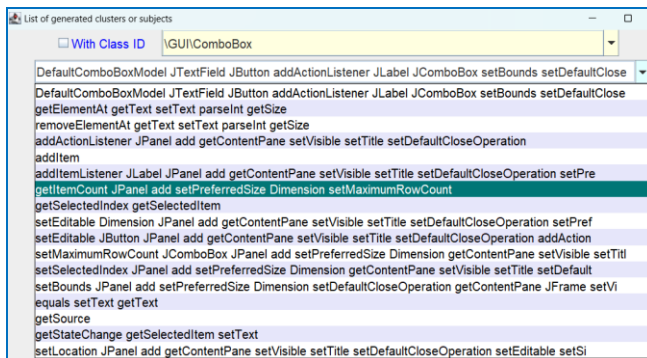 List of generated clusters or subjects
With Class ID \GUI\ComboBox
DefaultComboBoxModel JTextField JButton addActionListener JLabel JComboBox setBounds setDefaultClose
DefaultComboBoxModel JTextField JButton addActionListener JLabel JComboBox setBounds setDefaultClose
getElementAt getText setText parseInt getSize
removeElementAt getText setText parseInt getSize
addActionListener JPanel add getContentPane setVisible setTitle setDefaultCloseOperation
addItem
addItemListener JLabel JPanel add getContentPane setVisible setTitle setDefaultCloseOperation setPre
getItemCount JPanel add setPreferredSize Dimension setMaximumRowCount
getSelectedIndex getSelectedItem
setEditable Dimension JPanel add getContentPane setVisible setTitle setDefaultCloseOperation setPref
setEditable JButton JPanel add getContentPane setVisible setTitle setDefaultCloseOperation addAction
setMaximumRowCount JComboBox JPanel add setPreferredSize Dimension getContentPane setVisible setTitl
setSelectedIndex JPanel add setPreferredSize Dimension getContentPane setVisible setTitle setDefault
setBounds JPanel add setPreferredSize Dimension setDefaultCloseOperation getContentPane JFrame setVi
equals setText getText
getSource
getStateChange getSelectedItem setText
setLocation JPanel add getContentPane setVisible setTitle setDefaultCloseOperation setEditable setSi